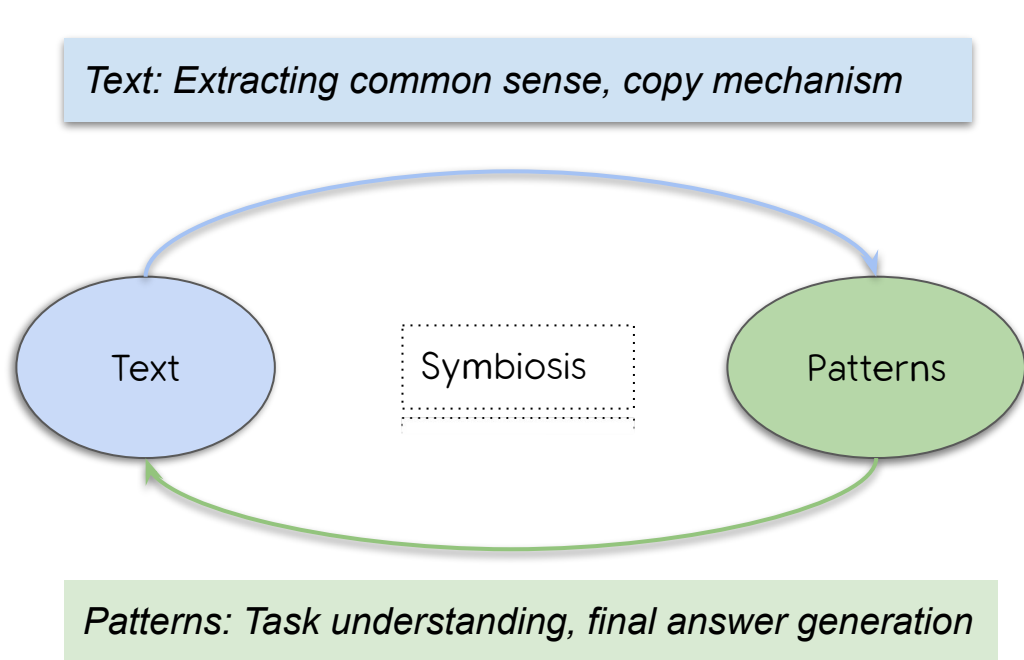 Text: Extracting common sense, copy mechanism
Text
Symbiosis
Patterns
Patterns: Task understanding, final answer generation